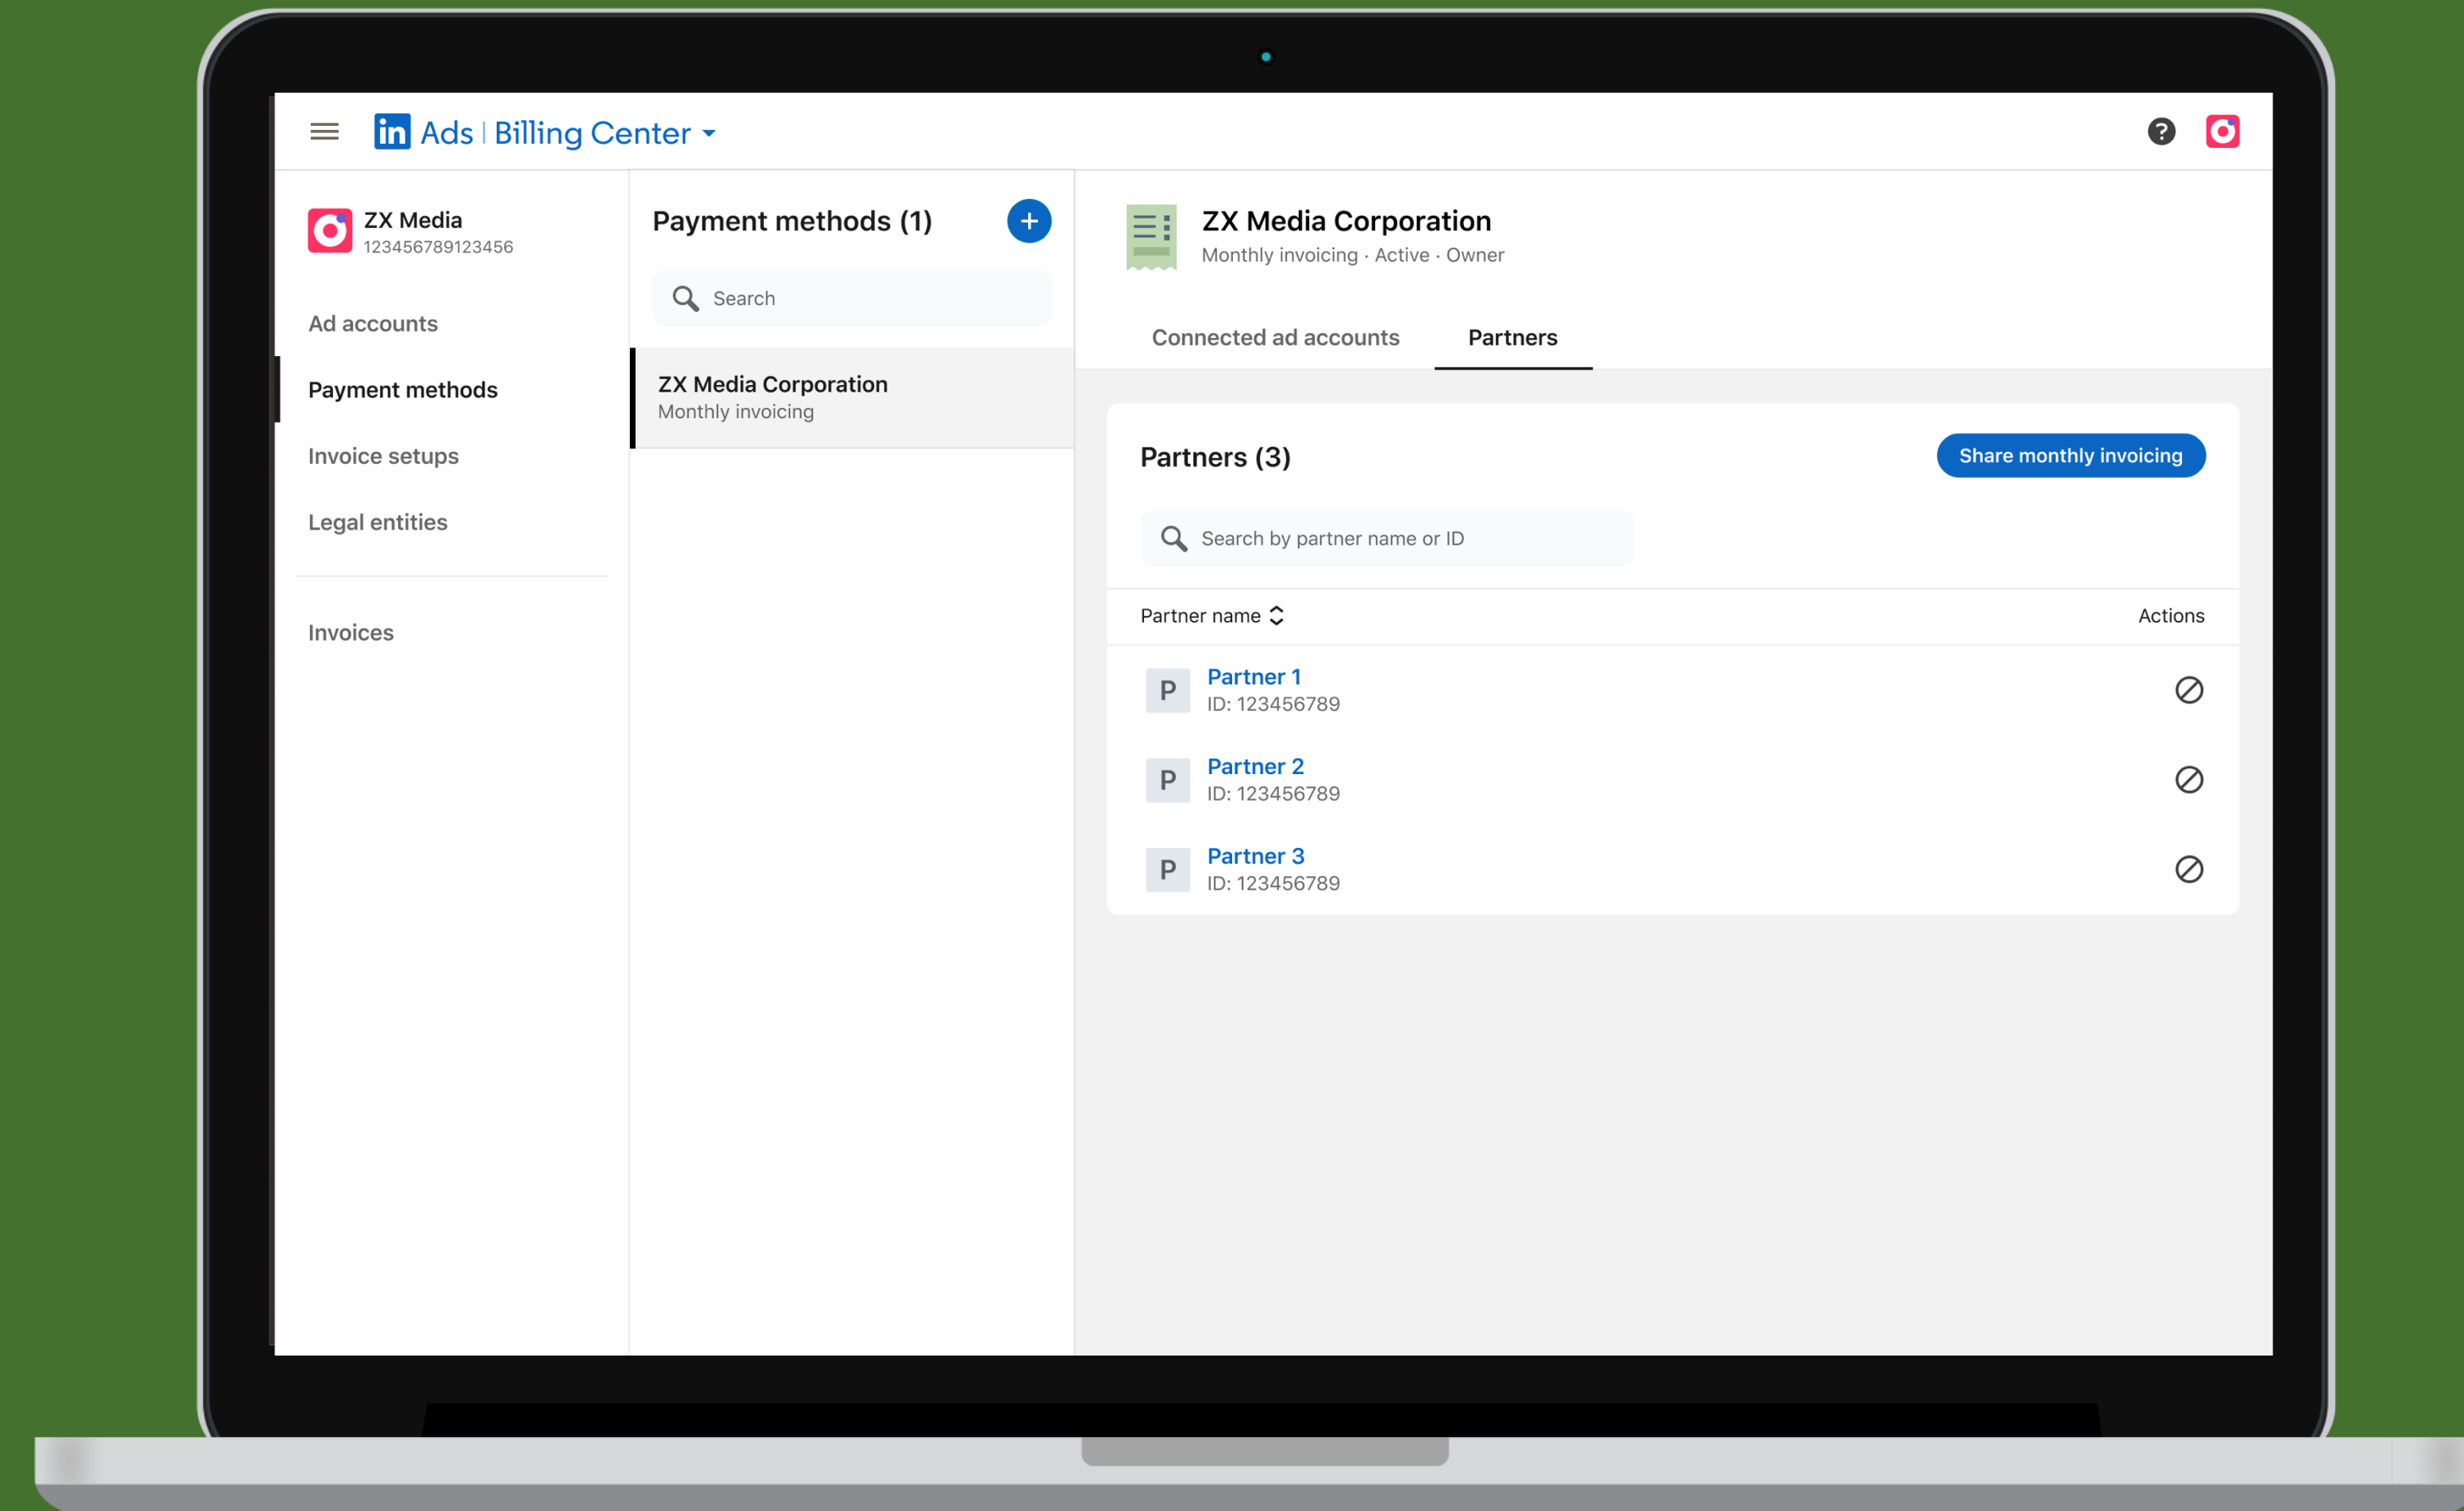 in Ads | Billing Center
ZX Media
123456789123456
Ad accounts
Payment methods
Invoice setups
Legal entities
Invoices
Payment methods (1)
+
Search
ZX Media Corporation
Monthly invoicing
?
ZX Media Corporation
Monthly invoicing · Active · Owner
Connected ad accounts
Partners
Partners (3)
Share monthly invoicing
Search by partner name or ID
Partner name
Actions
P
Partner 1
ID: 123456789
P
Partner 2
ID: 123456789
P
Partner 3
ID: 123456789